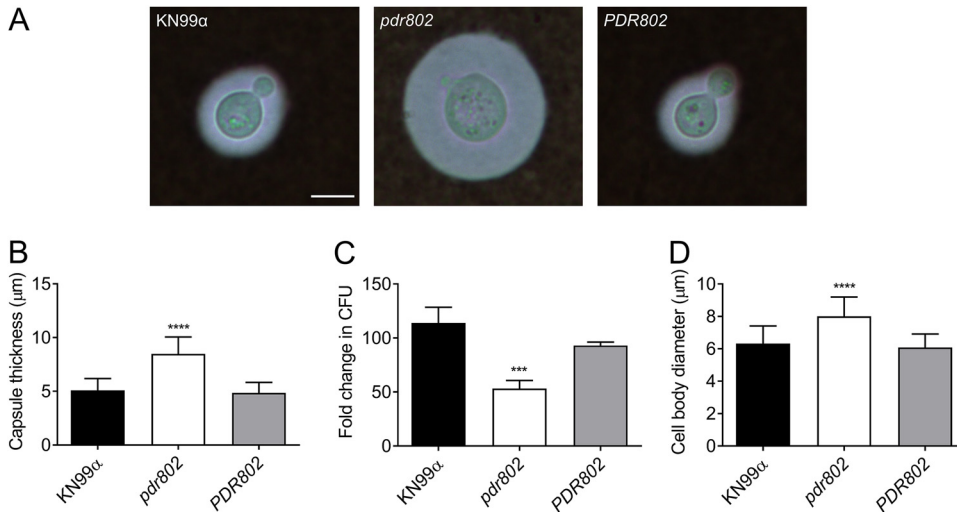 A
KN99α
pdr802
PDR802
B
C
D
Capsule thickness (μm)
15
10
5
0
****
KN99α
pdr802
PDR802
Fold change in CFU
150
100
50
0
***
KN99α
pdr802
PDR802
Cell body diameter (μm)
10
8
6
4
2
0
****
KN99α
pdr802
PDR802